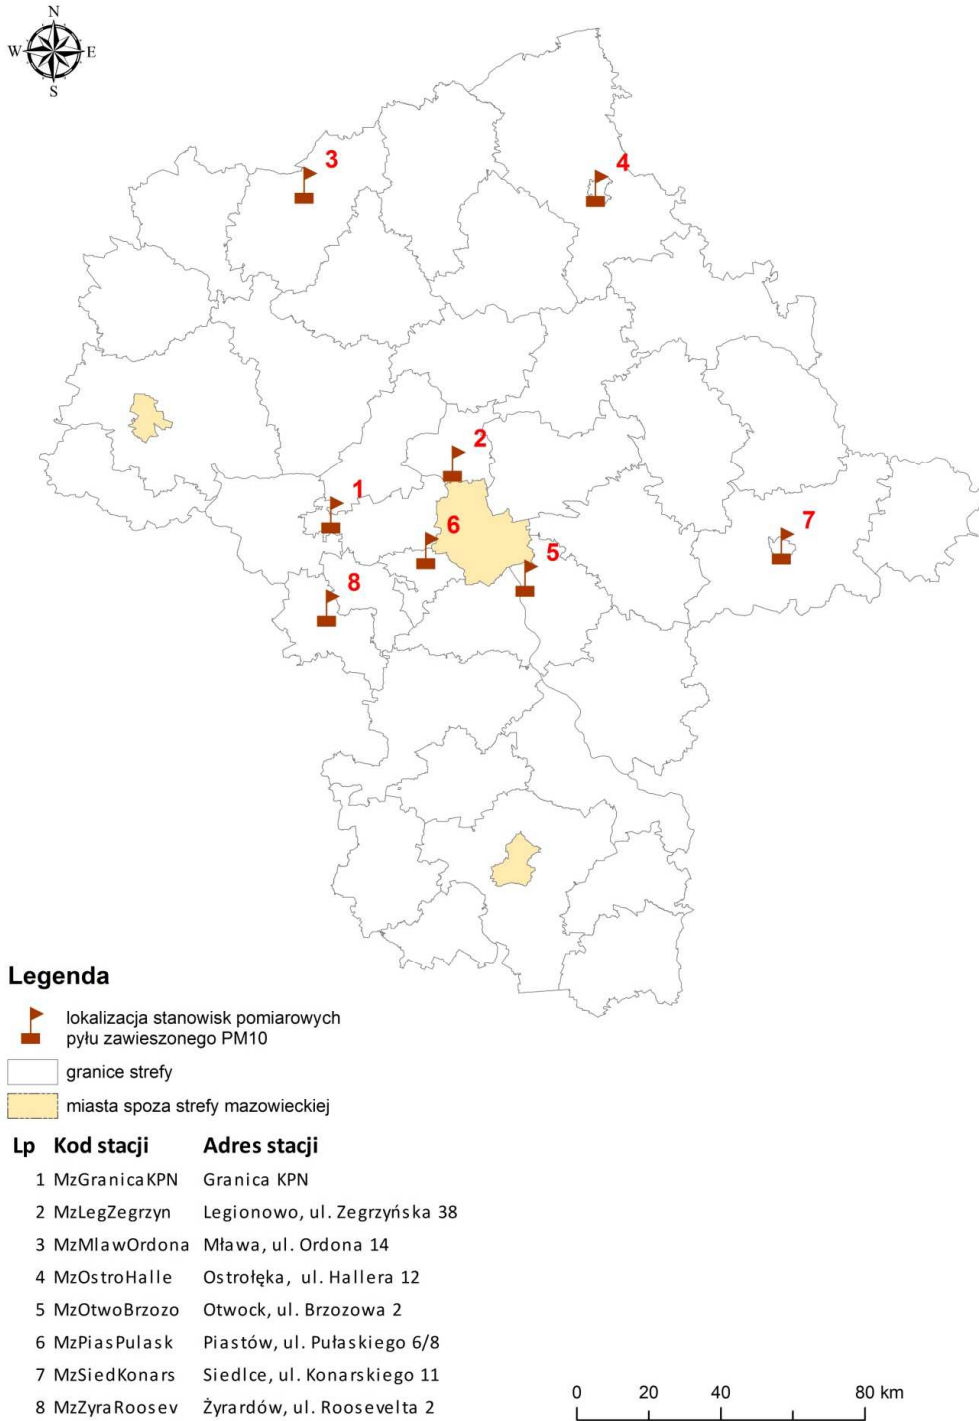 N
W E
S
3
4
2
1
6
7
5
8
Legenda
lokalizacja stanowisk pomiarowych
pyłu zawieszonego PM10
granice strefy
miasta spoza strefy mazowieckiej
Lp Kod stacji Adres stacji
1 MzGranicaKPN Granica KPN
2 MzLegZegrzyn Legionowo, ul. Zegrzyńska 38
3 MzMlawOrdona Mława, ul. Ordona 14
4 MzOstroHalle Ostrołęka, ul. Hallera 12
5 MzOtwoBrzozo Otwock, ul. Brzozowa 2
6 MzPiasPulask Piastów, ul. Pułaskiego 6/8
7 MzSiedKonars Siedlce, ul. Konarskiego 11
8 MzZyraRoosev Żyrardów, ul. Roosevelta 2
0 20 40 80 km